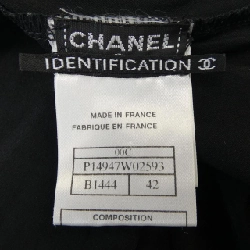 CHANEL
IDENTIFICATION
MADE IN FRANCE
FABRIQUE EN FRANCE
00C
P14947W02593
B1444 42
COMPOSITION